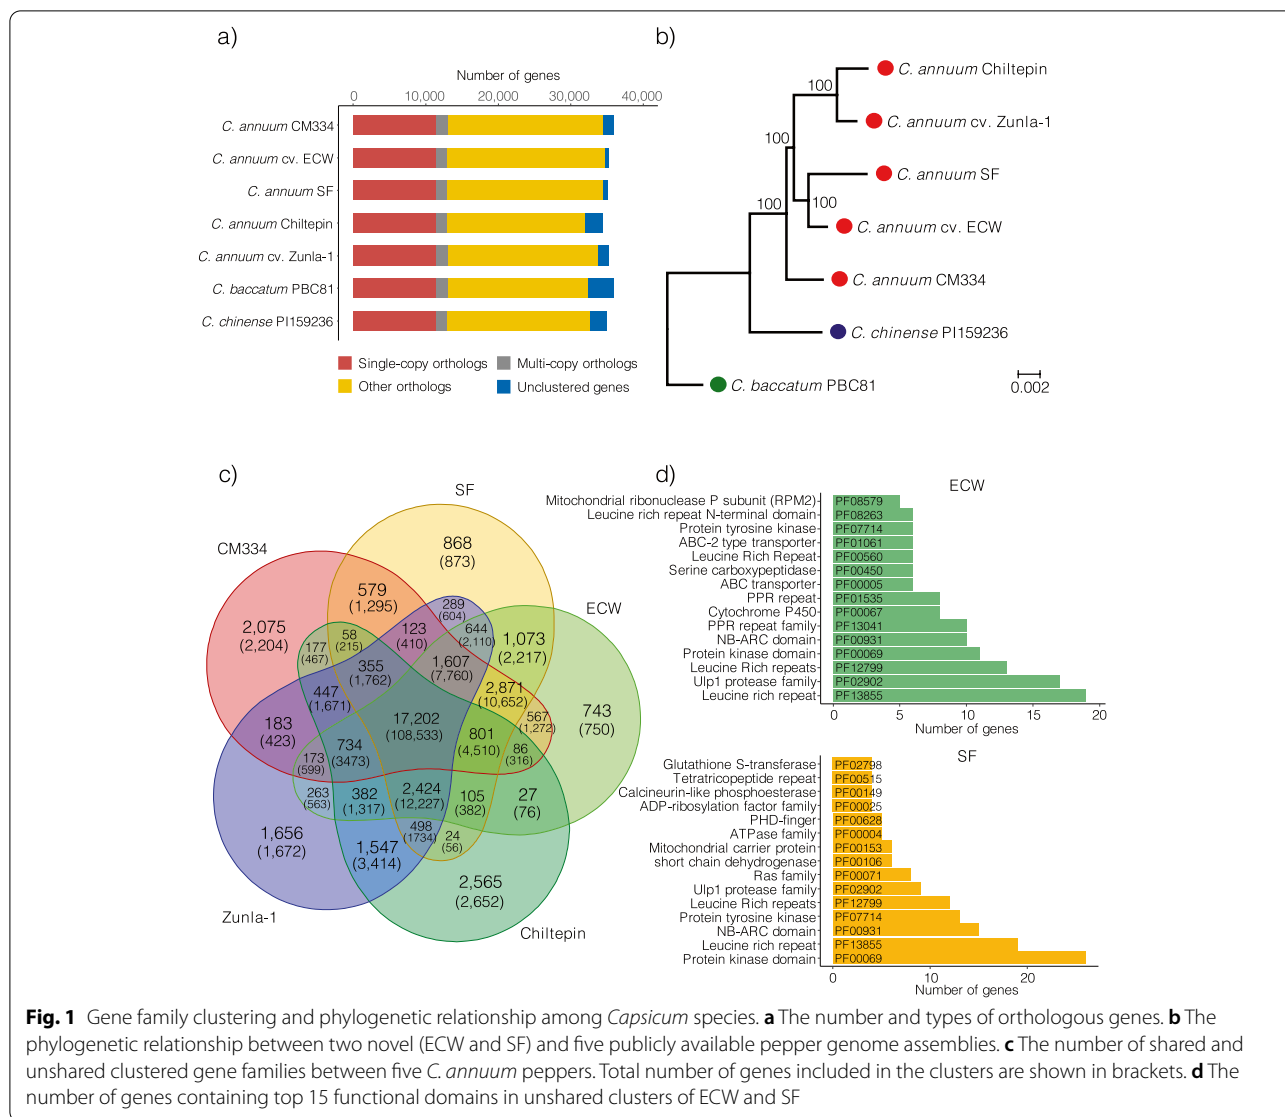 a)
Number of genes
0 10,000 20,000 30,000 40,000
C. annuum CM334
C. annuum cv. ECW
C. annuum SF
C. annuum Chiltepin
C. annuum cv. Zunla-1
C. baccatum PBC81
C. chinense PI159236
Single-copy orthologs Multi-copy orthologs
Other orthologs Unclustered genes
b)
C. annuum Chiltepin
100
C. annuum cv. Zunla-1
100
C. annuum SF
100 100
C. annuum cv. ECW
C. annuum CM334
C. chinense PI159236
C. baccatum PBC81
0.002
c)
SF
CM334
ECW
Zunla-1
Chiltepin
868
(873)
579
(1,295)
289
(604)
123
(410)
644
(2,110)
1,073
(2,217)
2,075
(2,204)
177
(467)
58
(215)
355
(1,762)
1,607
(7,760)
447
(1,671)
2,871
(10,652)
567
(1,272)
743
(750)
183
(423)
17,202
(108,533)
801
(4,510)
86
(316)
173
(599)
734
(3473)
263
(563)
382
(1,317)
2,424
(12,227)
105
(382)
27
(76)
1,656
(1,672)
1,547
(3,414)
498
(1734)
24
(56)
2,565
(2,652)
d)
ECW
Mitochondrial ribonuclease P subunit (RPM2) PF08579
Leucine rich repeat N-terminal domain PF08263
Protein tyrosine kinase PF07714
ABC-2 type transporter PF01061
Leucine Rich Repeat PF00560
Serine carboxypeptidase PF00450
ABC transporter PF00005
PPR repeat PF01535
Cytochrome P450 PF00067
PPR repeat family PF13041
NB-ARC domain PF00931
Protein kinase domain PF00069
Leucine Rich repeats PF12799
Ulp1 protease family PF02902
Leucine rich repeat PF13855
0 5 10 15 20
Number of genes
SF
Glutathione S-transferase PF02798
Tetratricopeptide repeat PF00515
Calcineurin-like phosphoesterase PF00149
ADP-ribosylation factor family PF00025
PHD-finger PF00628
ATPase family PF00004
Mitochondrial carrier protein PF00153
short chain dehydrogenase PF00106
Ras family PF00071
Ulp1 protease family PF02902
Leucine Rich repeats PF12799
Protein tyrosine kinase PF07714
NB-ARC domain PF00931
Leucine rich repeat PF13855
Protein kinase domain PF00069
0 10 20
Number of genes
Fig. 1 Gene family clustering and phylogenetic relationship among Capsicum species. a The number and types of orthologous genes. b The
phylogenetic relationship between two novel (ECW and SF) and five publicly available pepper genome assemblies. c The number of shared and
unshared clustered gene families between five C. annuum peppers. Total number of genes included in the clusters are shown in brackets. d The
number of genes containing top 15 functional domains in unshared clusters of ECW and SF